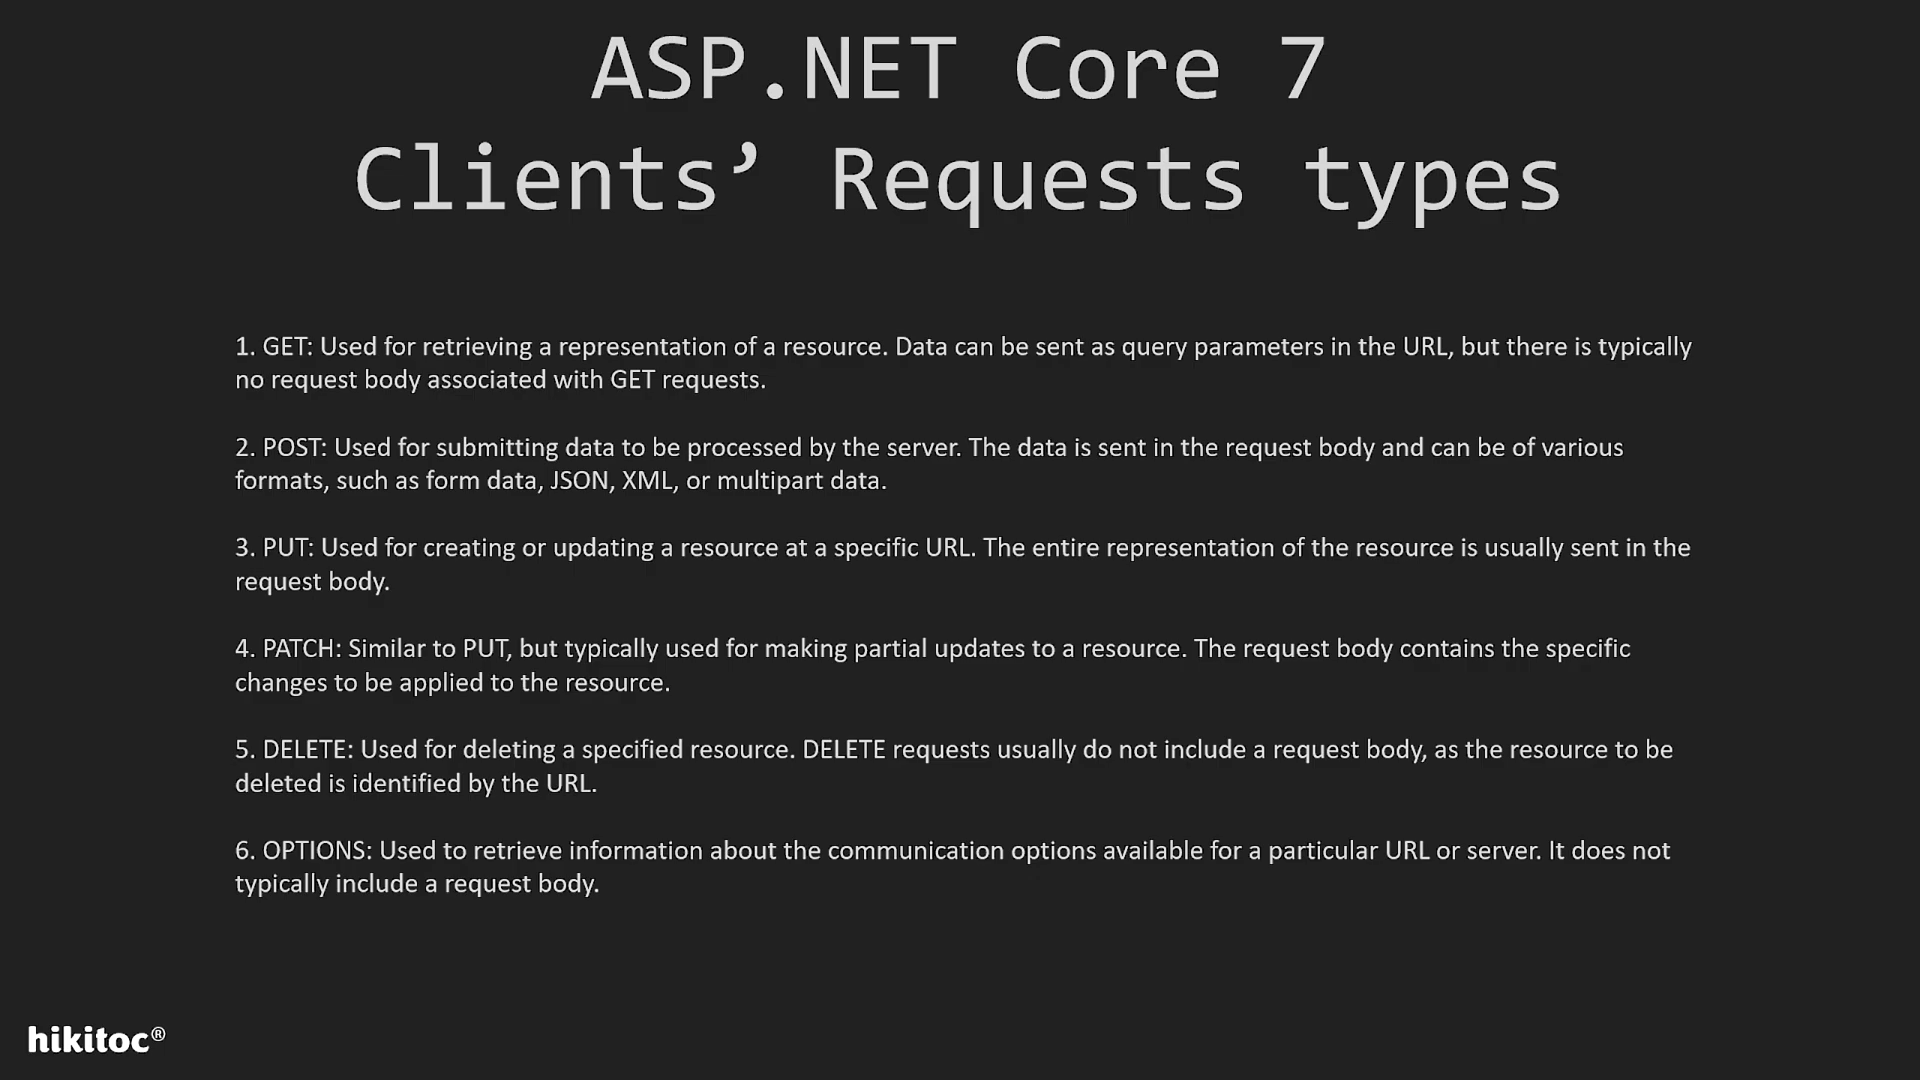 ASP.NET Core 7
Clients’ Requests types
1. GET: Used for retrieving a representation of a resource. Data can be sent as query parameters in the URL, but there is typically
no request body associated with GET requests.
2. POST: Used for submitting data to be processed by the server. The data is sent in the request body and can be of various
formats, such as form data, JSON, XML, or multipart data.
3. PUT: Used for creating or updating a resource at a specific URL. The entire representation of the resource is usually sent in the
request body.
4. PATCH: Similar to PUT, but typically used for making partial updates to a resource. The request body contains the specific
changes to be applied to the resource.
5. DELETE: Used for deleting a specified resource. DELETE requests usually do not include a request body, as the resource to be
deleted is identified by the URL.
6. OPTIONS: Used to retrieve information about the communication options available for a particular URL or server. It does not
typically include a request body.
hikitoc®